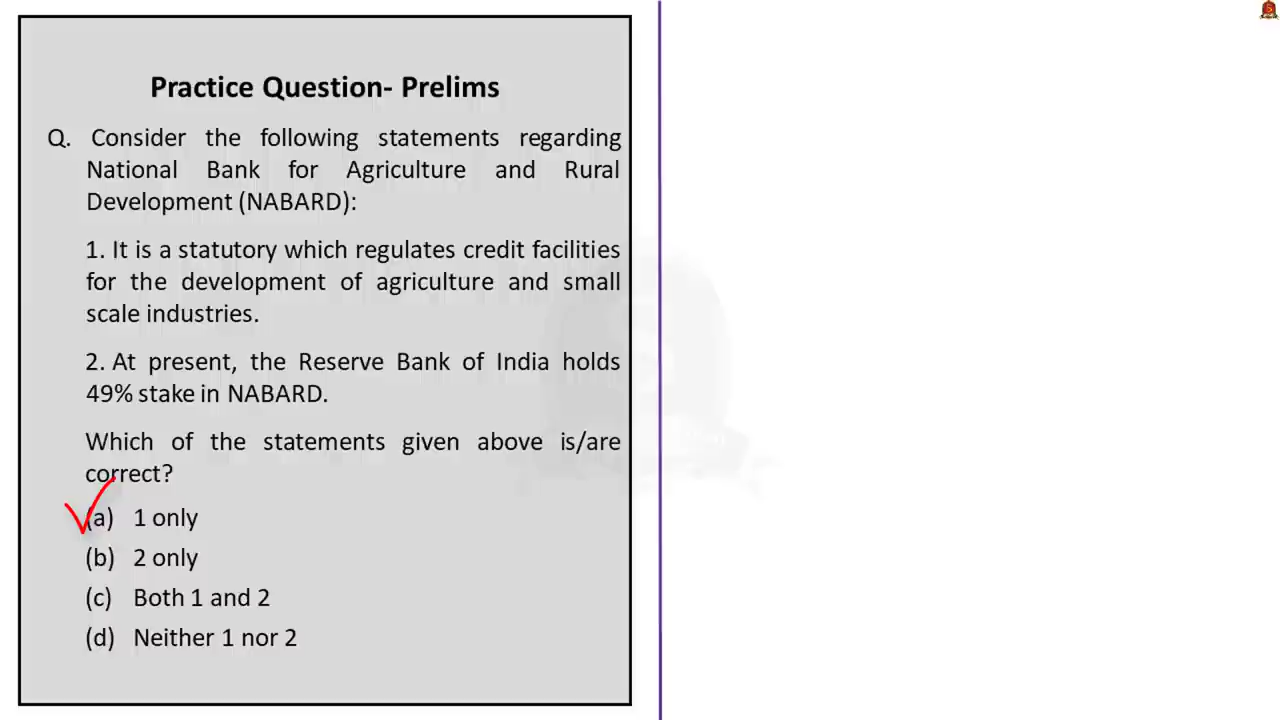 Practice Question- Prelims
Q. Consider the following statements regarding
National Bank for Agriculture and Rural
Development (NABARD):
1. It is a statutory which regulates credit facilities
for the development of agriculture and small
scale industries.
2. At present, the Reserve Bank of India holds
49% stake in NABARD.
Which of the statements given above is/are
correct?
(a) 1 only
(b) 2 only
(c) Both 1 and 2
(d) Neither 1 nor 2